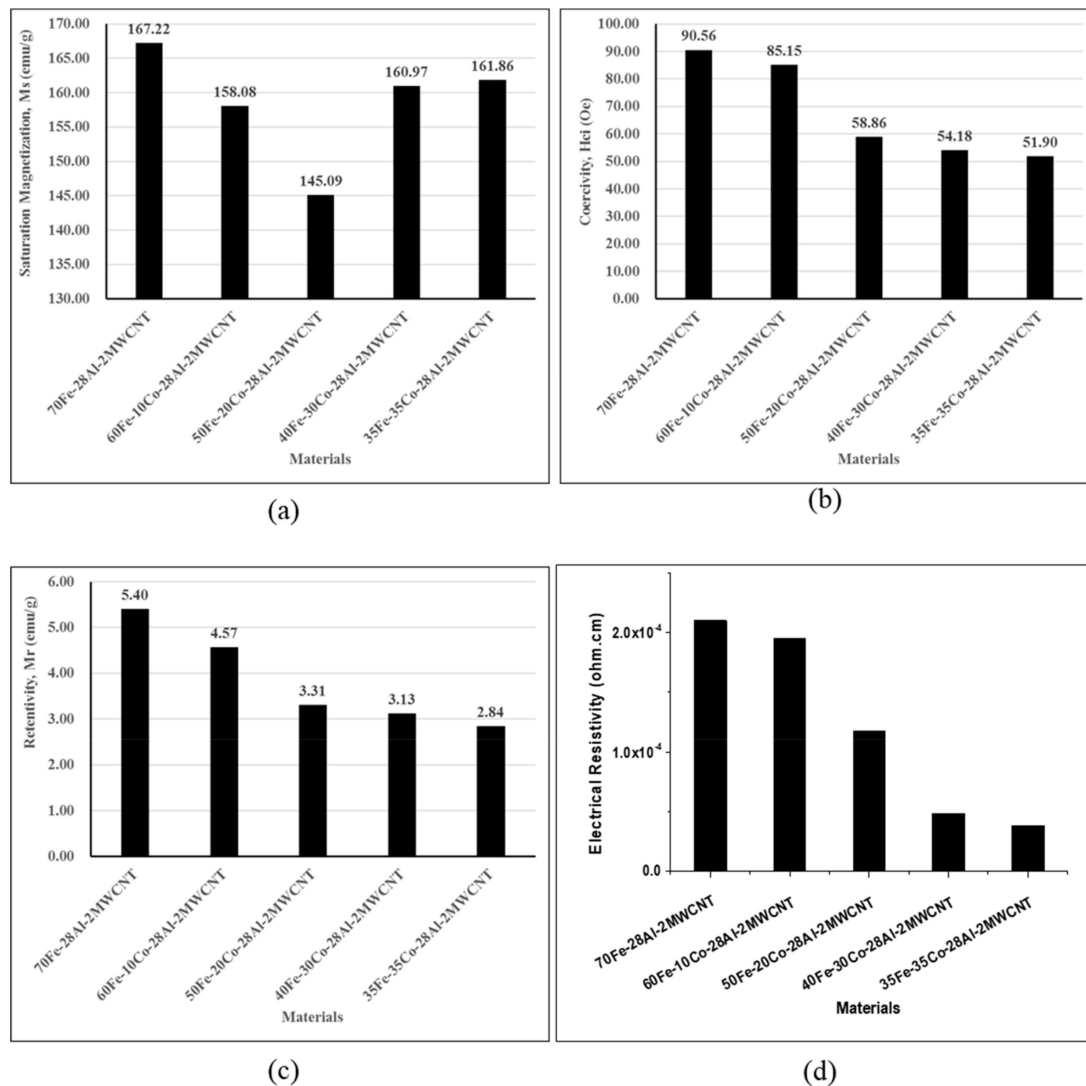 Saturation Magnetization, Ms (emu/g)
170.00
165.00
160.00
155.00
150.00
145.00
140.00
135.00
130.00
167.22
158.08
145.09
160.97
161.86
70Fe-28Al-2MWCNT
60Fe-10Co-28Al-2MWCNT
50Fe-20Co-28Al-2MWCNT
40Fe-30Co-28Al-2MWCNT
35Fe-35Co-28Al-2MWCNT
Materials
(a)
Coercivity, Hci (Oe)
100.00
90.00
80.00
70.00
60.00
50.00
40.00
30.00
20.00
10.00
0.00
90.56
85.15
58.86
54.18
51.90
70Fe-28Al-2MWCNT
60Fe-10Co-28Al-2MWCNT
50Fe-20Co-28Al-2MWCNT
40Fe-30Co-28Al-2MWCNT
35Fe-35Co-28Al-2MWCNT
Materials
(b)
Retentivity, Mr (emu/g)
6.00
5.00
4.00
3.00
2.00
1.00
0.00
5.40
4.57
3.31
3.13
2.84
70Fe-28Al-2MWCNT
60Fe-10Co-28Al-2MWCNT
50Fe-20Co-28Al-2MWCNT
40Fe-30Co-28Al-2MWCNT
35Fe-35Co-28Al-2MWCNT
Materials
(c)
Electrical Resistivity (ohm.cm)
2.0x10⁻⁴
1.0x10⁻⁴
0.0
70Fe-28Al-2MWCNT
60Fe-10Co-28Al-2MWCNT
50Fe-20Co-28Al-2MWCNT
40Fe-30Co-28Al-2MWCNT
35Fe-35Co-28Al-2MWCNT
Materials
(d)